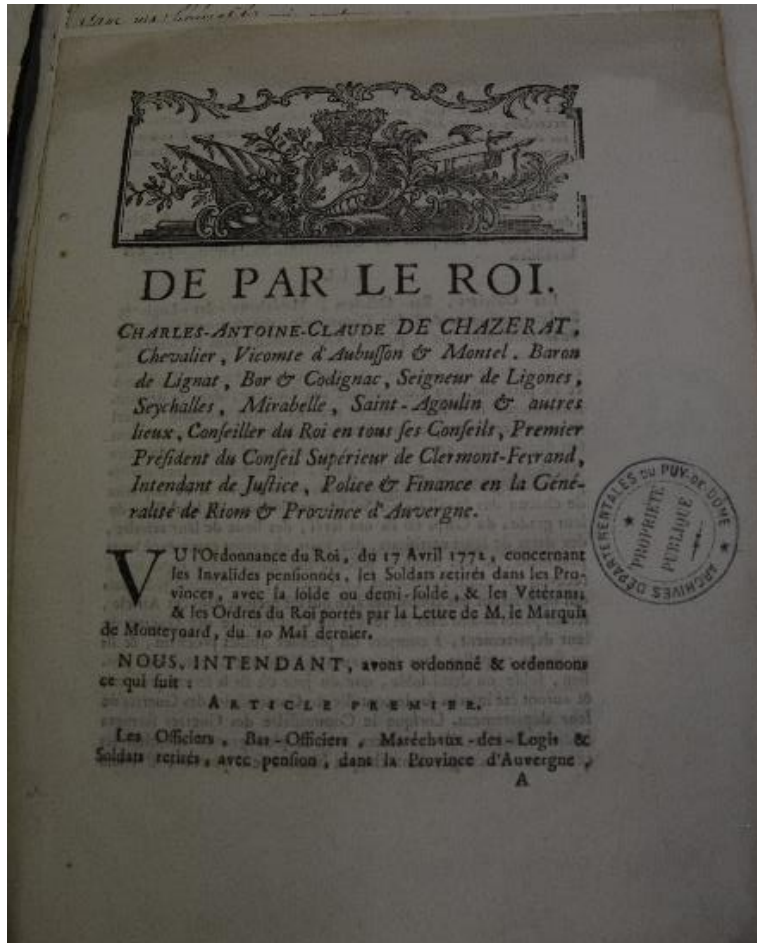 DE PAR LE ROI.
CHARLES-ANTOINE-CLAUDE DE CHAZERAT,
Chevalier, Vicomte d'Aubuſſon & Montel, Baron
de Lignat, Bor & Codignac, Seigneur de Ligones,
Seychalles, Mirabelle, Saint-Agoulin & autres
lieux, Conſeiller du Roi en tous ſes Conſeils, Premier
Préſident du Conſeil Supérieur de Clermont-Ferrand,
Intendant de Juſtice, Police & Finance en la Géné-
ralité de Riom & Province d'Auvergne.
VU l'Ordonnance du Roi, du 17 Avril 1772, concernant
les Invalides penſionnés, les Soldats retirés dans les Pro-
vinces, avec la ſolde ou demi-ſolde, & les Vétérans;
& les Ordres du Roi portés par la Lettre de M. le Marquis
de Monteynard, du 10 Mai dernier.
NOUS, INTENDANT, avons ordonnné & ordonnons
ce qui ſuit :
ARTICLE PREMIER.
Les Officiers, Bas-Officiers, Maréchaux-des-Logis &
Soldats retirés, avec penſion, dans la Province d'Auvergne,
A
ARCHIVES DÉPARTEMENTALES DU PUY-DE-DÔME
PROPRIÉTÉ
PUBLIQUE